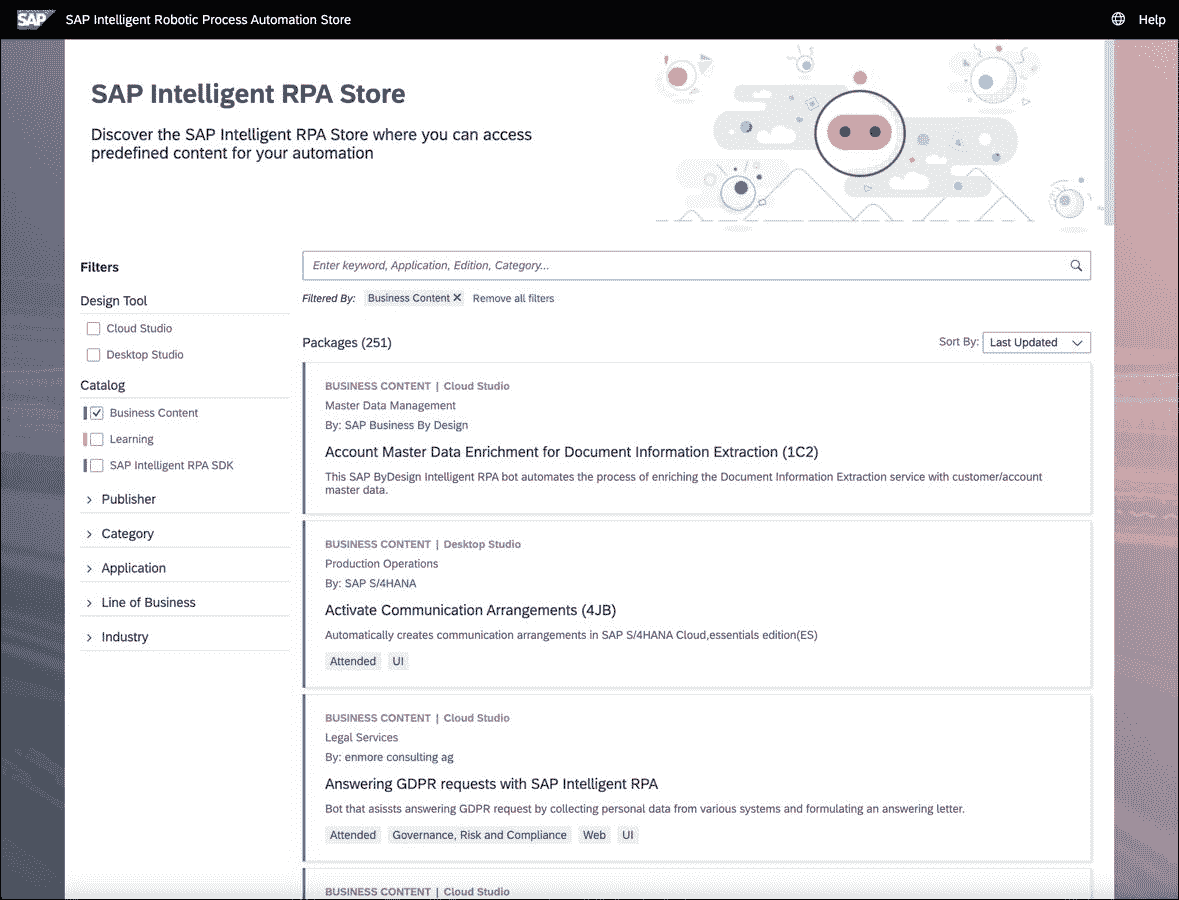 SAP SAP Intelligent Robotic Process Automation Store Help
SAP Intelligent RPA Store
Discover the SAP Intelligent RPA Store where you can access
predefined content for your automation
Filters
Design Tool
Cloud Studio
Desktop Studio
Catalog
Business Content
Learning
SAP Intelligent RPA SDK
Publisher
Category
Application
Line of Business
Industry
Enter keyword, Application, Edition, Category...
Filtered By: Business Content Remove all filters
Packages (251) Sort By: Last Updated
BUSINESS CONTENT | Cloud Studio
Master Data Management
By: SAP Business By Design
Account Master Data Enrichment for Document Information Extraction (1C2)
This SAP ByDesign Intelligent RPA bot automates the process of enriching the Document Information Extraction service with customer/account
master data.
BUSINESS CONTENT | Desktop Studio
Production Operations
By: SAP S/4HANA
Activate Communication Arrangements (4JB)
Automatically creates communication arrangements in SAP S/4HANA Cloud,essentials edition(ES)
Attended UI
BUSINESS CONTENT | Cloud Studio
Legal Services
By: enmore consulting ag
Answering GDPR requests with SAP Intelligent RPA
Bot that asissts answering GDPR request by collecting personal data from various systems and formulating an answering letter.
Attended Governance, Risk and Compliance Web UI
BUSINESS CONTENT | Cloud Studio